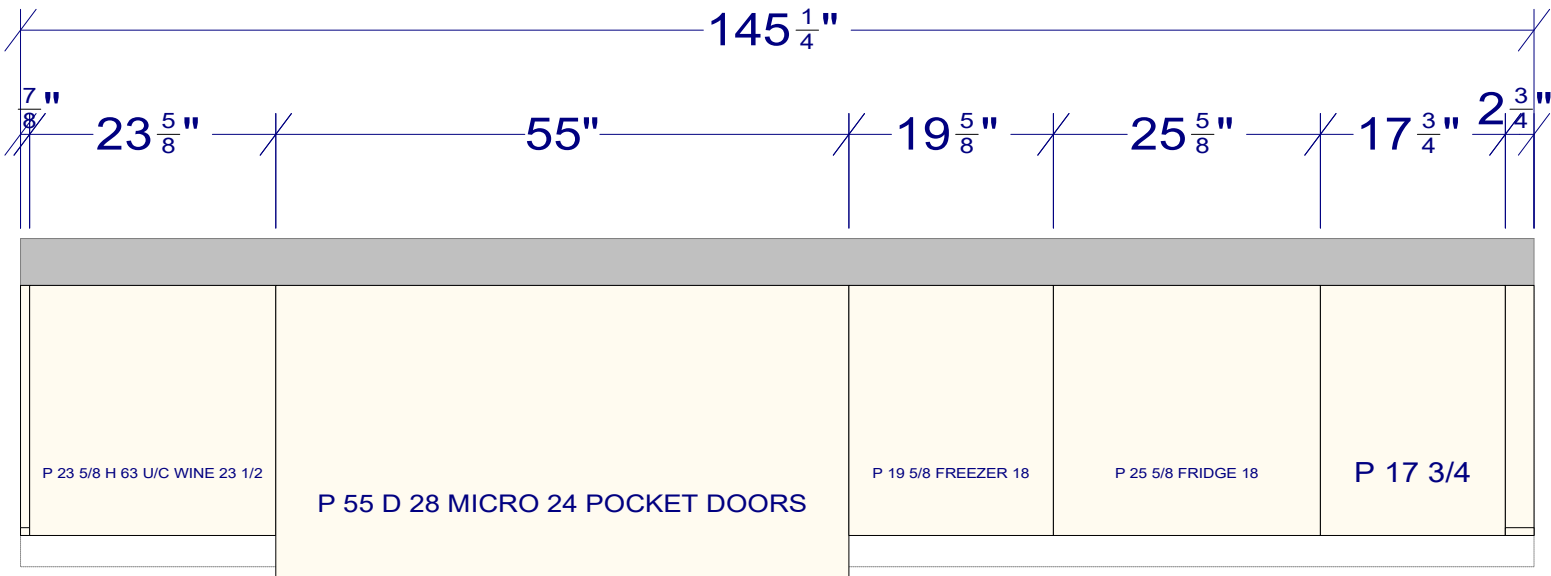 145 1/4"
7/8" 23 5/8" 55" 19 5/8" 25 5/8" 17 3/4" 2 3/4"
P 23 5/8 H 63 U/C WINE 23 1/2
P 55 D 28 MICRO 24 POCKET DOORS
P 19 5/8 FREEZER 18
P 25 5/8 FRIDGE 18
P 17 3/4